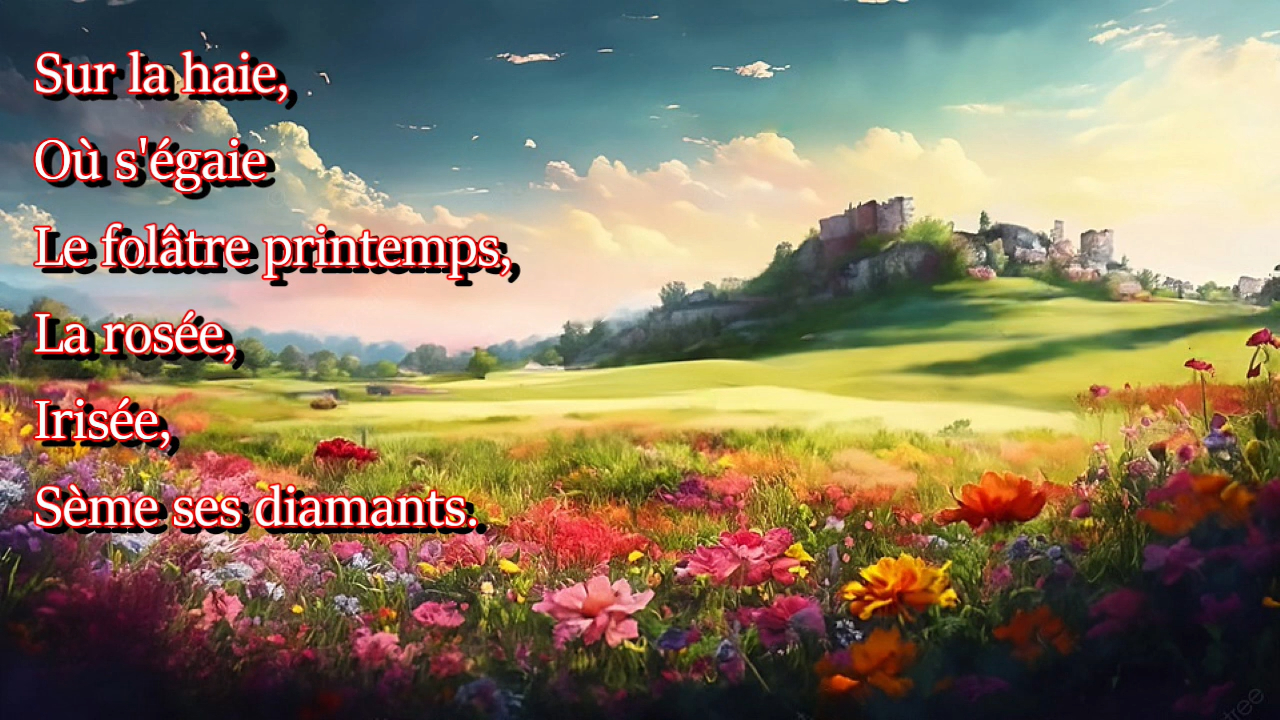 Sur la haie,
Où s'égaie
Le folâtre printemps,
La rosée,
Irisée,
Sème ses diamants.